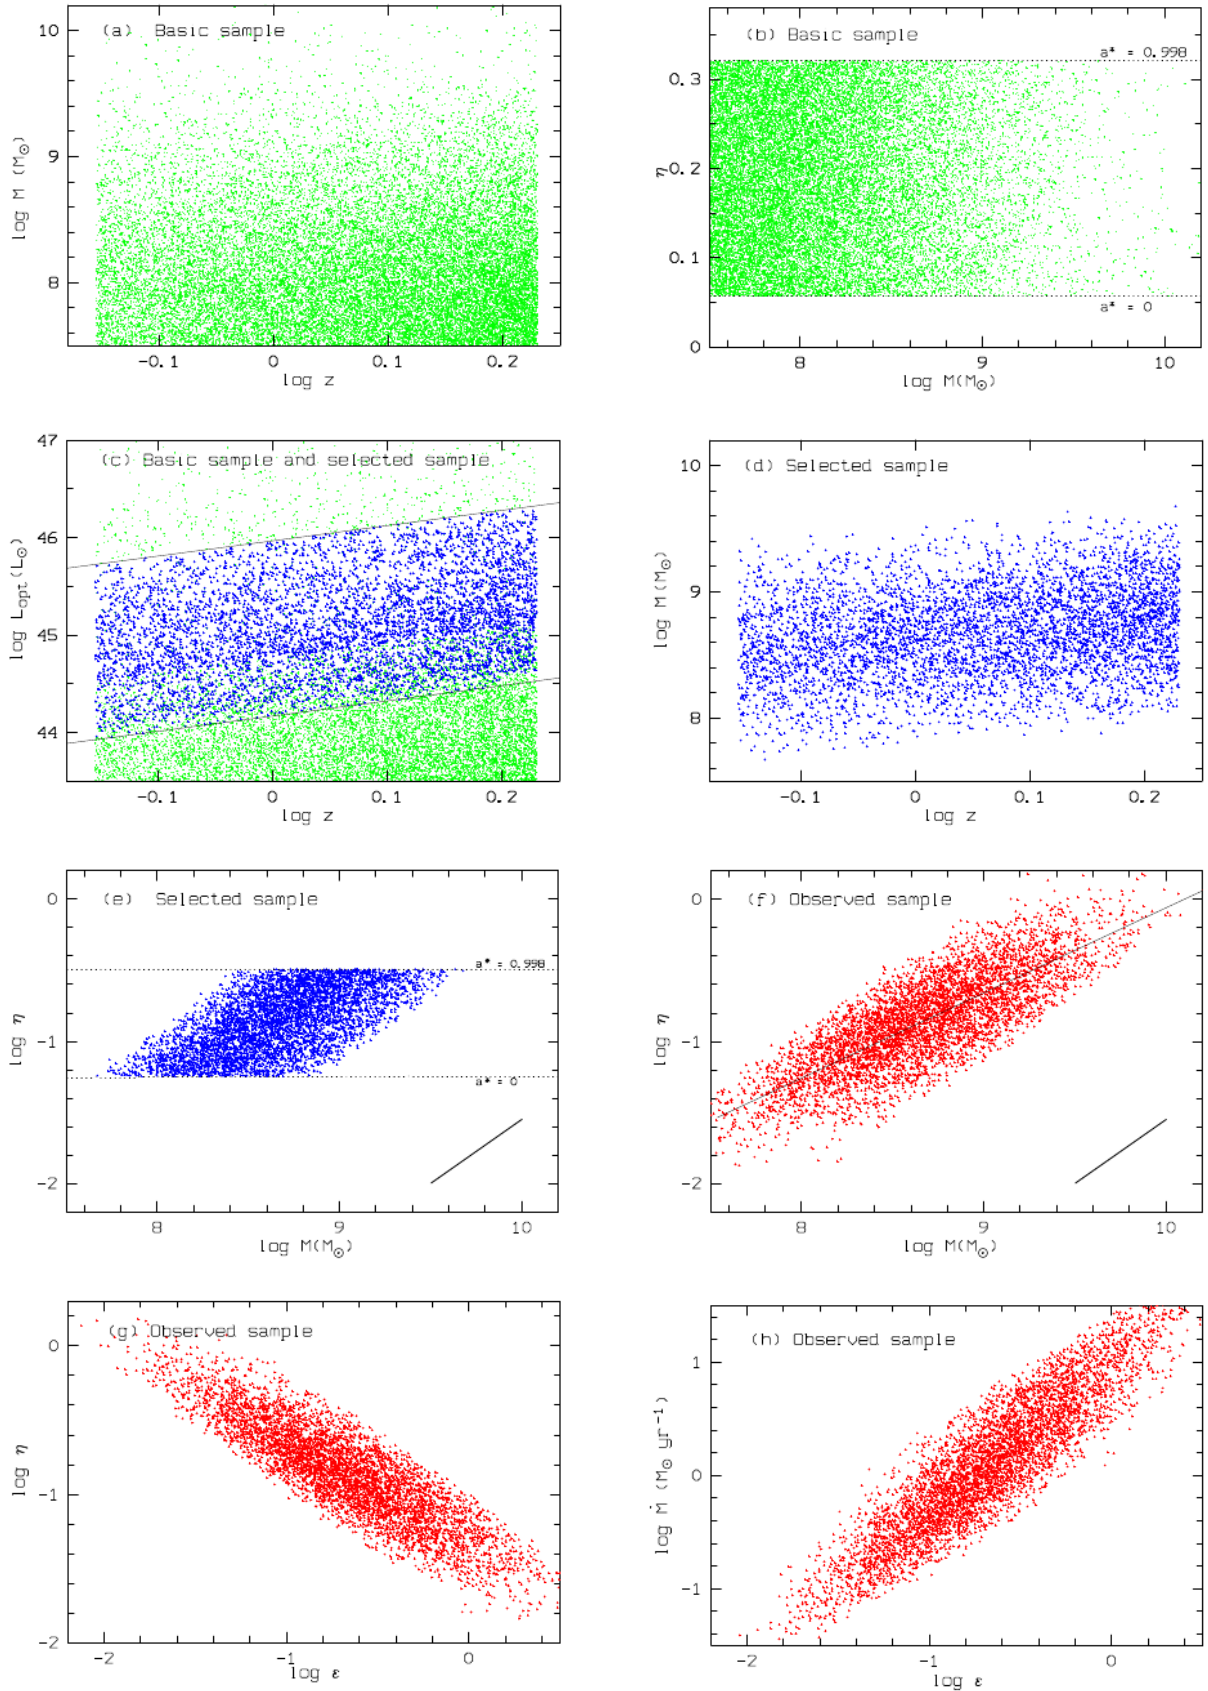 (a) Basic sample
10
9
8
log M (M⊙)
-0.1
0
0.1
0.2
log z
(b) Basic sample
a* = 0.998
0.3
0.2
0.1
0
η
a* = 0
8
9
10
log M(M⊙)
(c) Basic sample and selected sample
47
46
45
44
log Lopt(L⊙)
-0.1
0
0.1
0.2
log z
(d) Selected sample
10
9
8
log M (M⊙)
-0.1
0
0.1
0.2
log z
(e) Selected sample
a* = 0.998
a* = 0
0
-1
-2
log η
8
9
10
log M(M⊙)
(f) Observed sample
0
-1
-2
log η
8
9
10
log M(M⊙)
(g) Observed sample
0
-1
-2
log η
-2
-1
0
log ε
(h) Observed sample
1
0
-1
log Ṁ (M⊙ yr⁻¹)
-2
-1
0
log ε